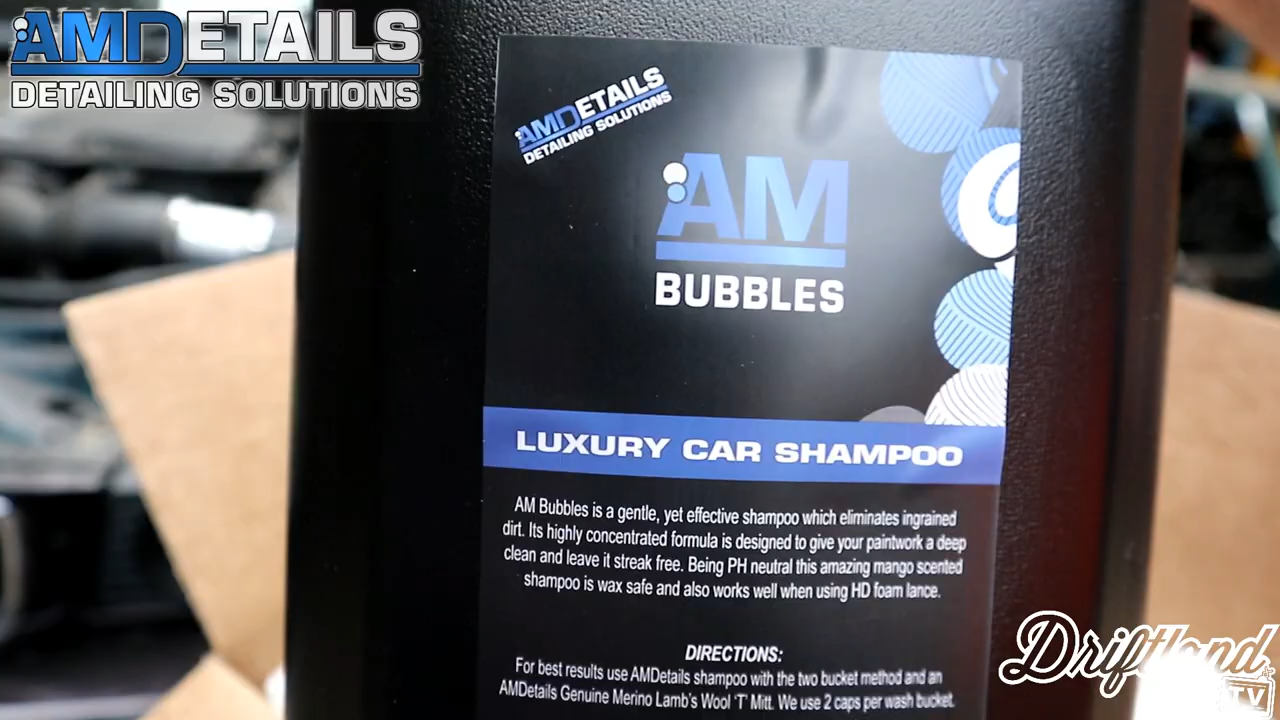 AMDETAILS
DETAILING SOLUTIONS
AMDETAILS
DETAILING SOLUTIONS
AM
BUBBLES
LUXURY CAR SHAMPOO
AM Bubbles is a gentle, yet effective shampoo which eliminates ingrained
dirt. Its highly concentrated formula is designed to give your paintwork a deep
clean and leave it streak free. Being PH neutral this amazing mango scented
shampoo is wax safe and also works well when using HD foam lance.
DIRECTIONS:
For best results use AMDetails shampoo with the two bucket method and an
AMDetails Genuine Merino Lamb's Wool 'T' Mitt. We use 2 caps per wash bucket.
Driftland
TV